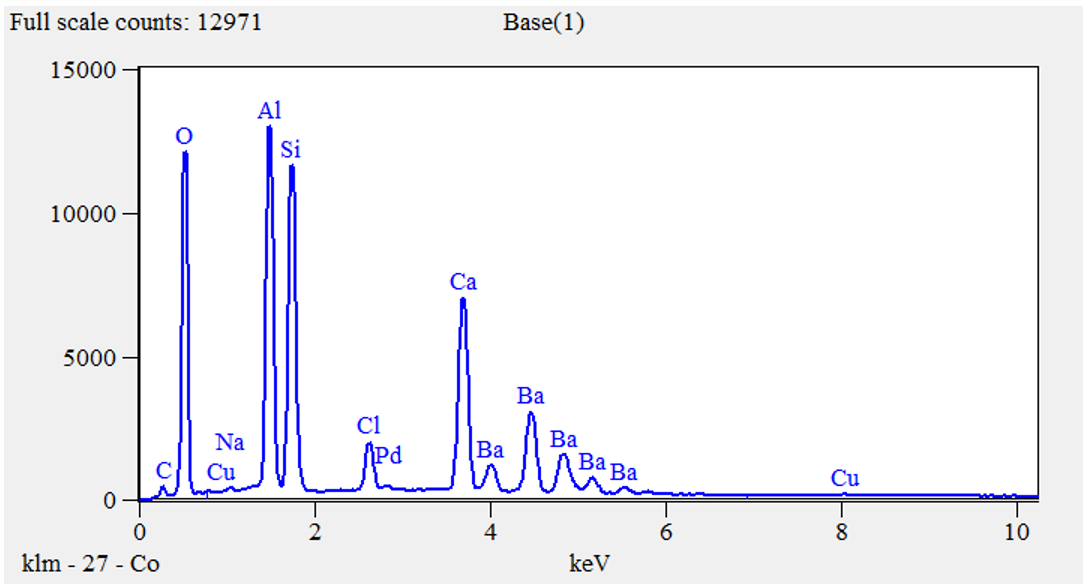 Full scale counts: 12971 Base(1)
15000
Al
O
Si
10000
Ca
5000
Ba
Cl
Na
Ba
Pd
Ba
Ba
C
Cu
Ba
Cu
0
0 2 4 6 8 10
klm - 27 - Co keV